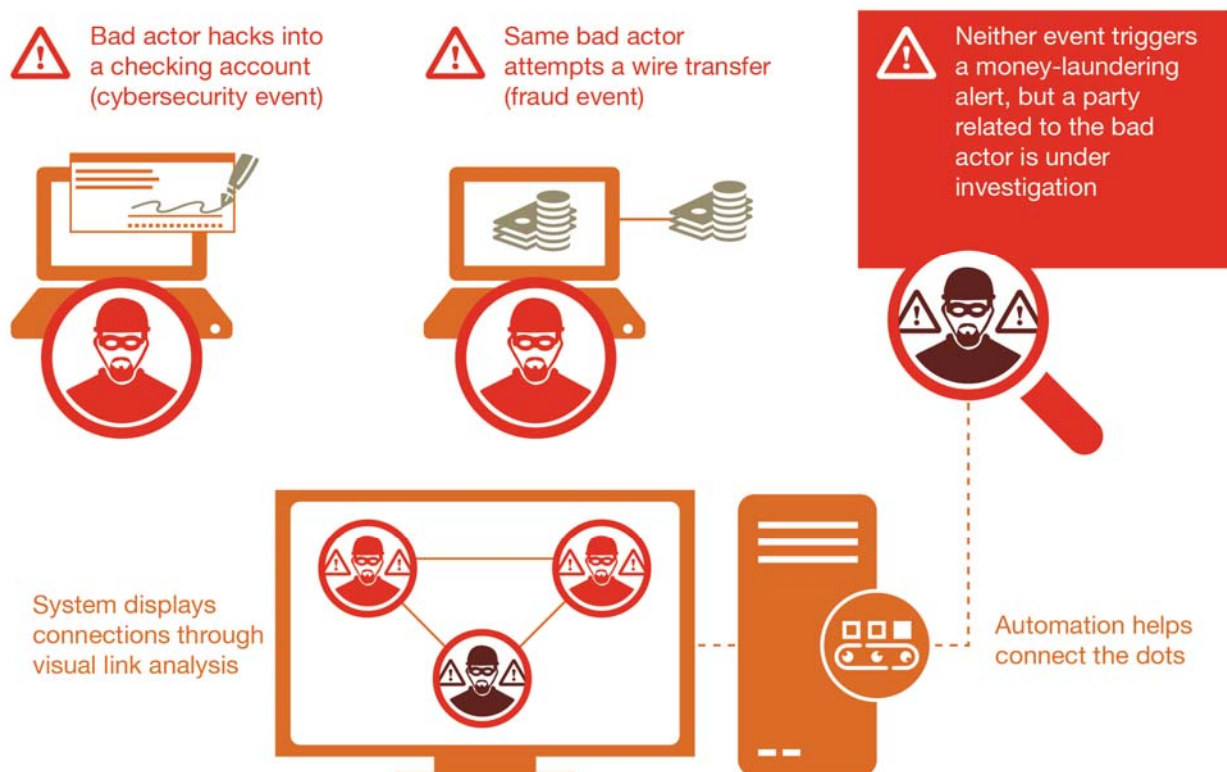 Bad actor hacks into
a checking account
(cybersecurity event)
Same bad actor
attempts a wire transfer
(fraud event)
Neither event triggers
a money-laundering
alert, but a party
related to the bad
actor is under
investigation
System displays
connections through
visual link analysis
Automation helps
connect the dots